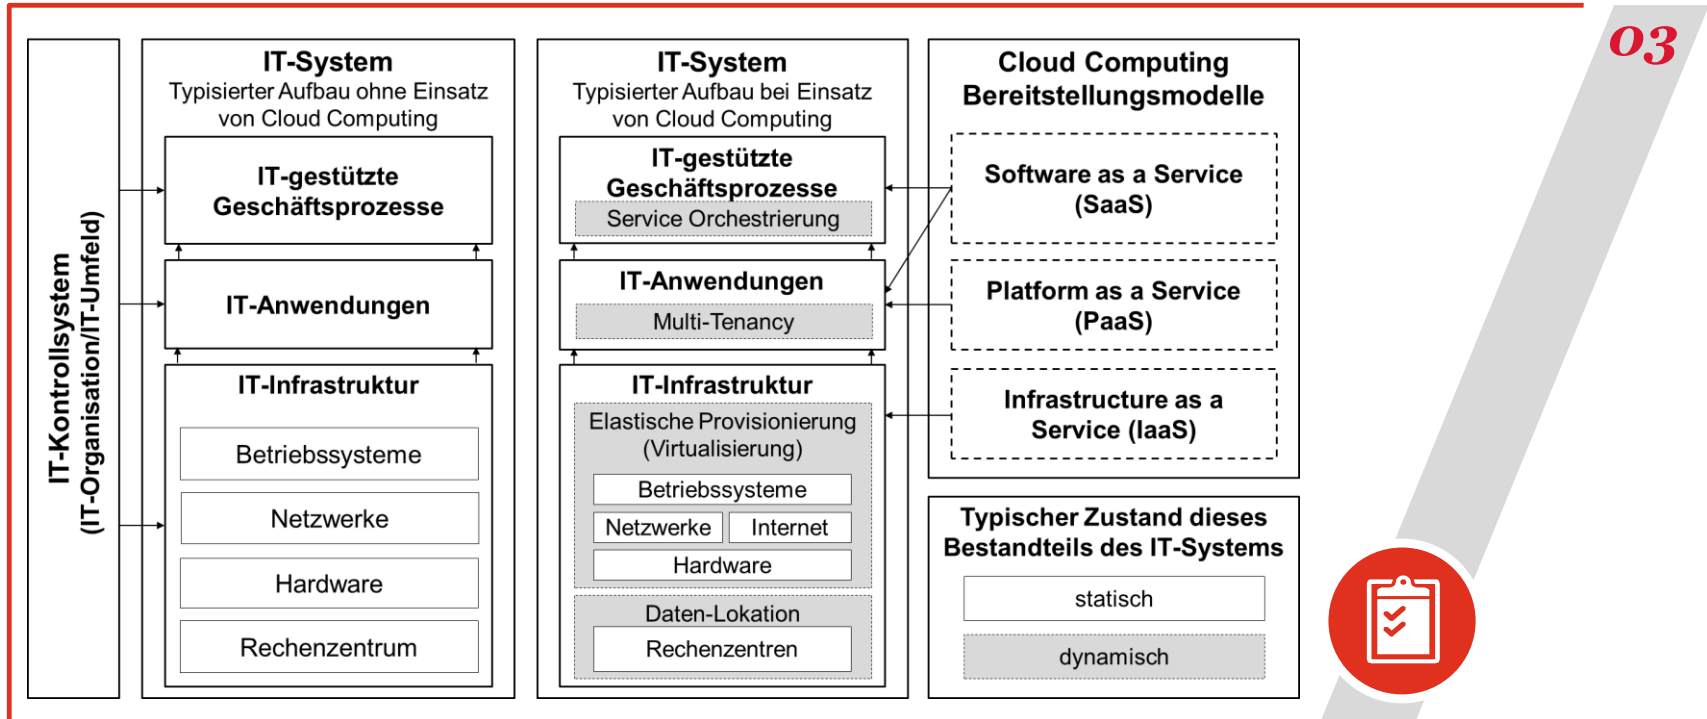 03
IT-Kontrollsystem
(IT-Organisation/IT-Umfeld)
IT-System
Typisierter Aufbau ohne Einsatz
von Cloud Computing
IT-gestützte
Geschäftsprozesse
IT-Anwendungen
IT-Infrastruktur
Betriebssysteme
Netzwerke
Hardware
Rechenzentrum
IT-System
Typisierter Aufbau bei Einsatz
von Cloud Computing
IT-gestützte
Geschäftsprozesse
Service Orchestrierung
IT-Anwendungen
Multi-Tenancy
IT-Infrastruktur
Elastische Provisionierung
(Virtualisierung)
Betriebssysteme
Netzwerke Internet
Hardware
Daten-Lokation
Rechenzentren
Cloud Computing
Bereitstellungsmodelle
Software as a Service
(SaaS)
Platform as a Service
(PaaS)
Infrastructure as a
Service (IaaS)
Typischer Zustand dieses
Bestandteils des IT-Systems
statisch
dynamisch